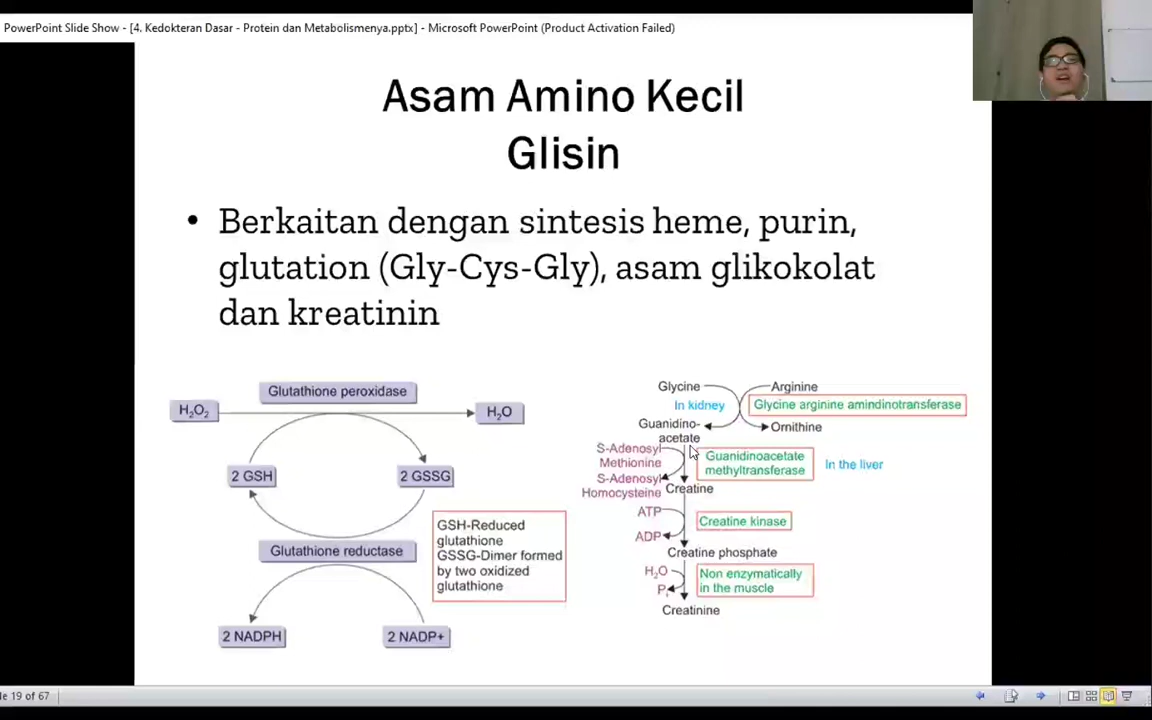 PowerPoint Slide Show - [4. Kedokteran Dasar - Protein dan Metabolismenya.pptx] - Microsoft PowerPoint (Product Activation Failed)
Asam Amino Kecil
Glisin
• Berkaitan dengan sintesis heme, purin,
glutation (Gly-Cys-Gly), asam glikokolat
dan kreatinin
Glutathione peroxidase
H₂O₂
H₂O
2 GSH
2 GSSG
Glutathione reductase
2 NADPH
2 NADP+
GSH-Reduced
glutathione
GSSG-Dimer formed
by two oxidized
glutathione
Glycine
Arginine
In kidney
Glycine arginine amindinotransferase
Guanidino-
acetate
Ornithine
S-Adenosyl
Methionine
Guanidoacetate
methyltransferase
In the liver
S-Adenosyl
Homocysteine
Creatine
ATP
ADP
Creatine kinase
Creatine phosphate
H₂O
Pᵢ
Non enzymatically
in the muscle
Creatinine
le 19 of 67